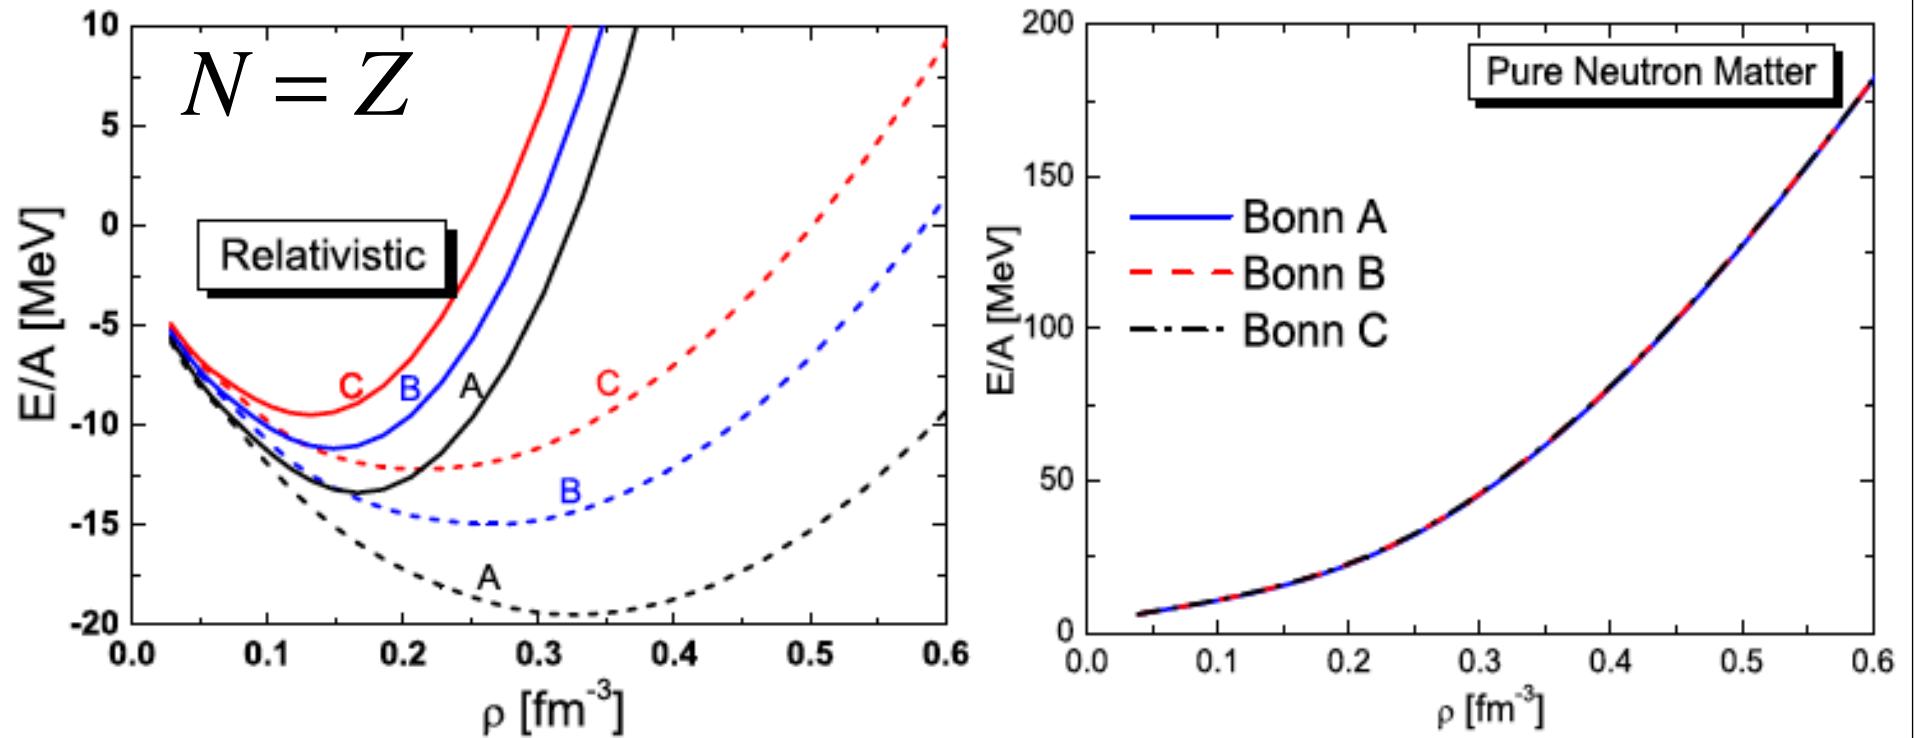 N = Z
Relativistic
E/A [MeV]
10
5
0
-5
-10
-15
-20
C
B
A
C
B
A
0.0
0.1
0.2
0.3
0.4
0.5
0.6
ρ [fm⁻³]
Pure Neutron Matter
E/A [MeV]
200
150
100
50
0
Bonn A
Bonn B
Bonn C
0.0
0.1
0.2
0.3
0.4
0.5
0.6
ρ [fm⁻³]